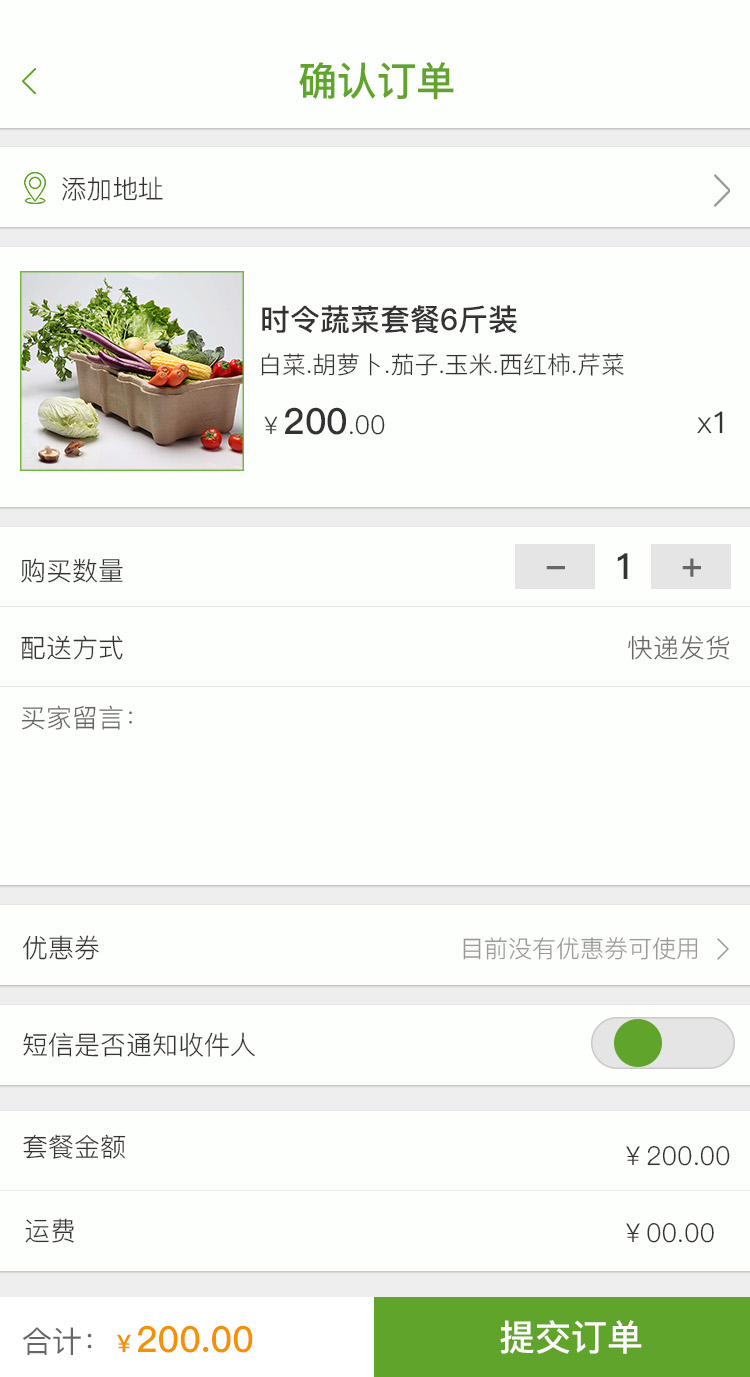 确认订单
添加地址
时令蔬菜套餐6斤装
白菜.胡萝卜.茄子.玉米.西红柿.芹菜
¥ 200.00 x1
购买数量 − 1 +
配送方式 快递发货
买家留言：
优惠券 目前没有优惠券可使用
短信是否通知收件人
套餐金额 ¥ 200.00
运费 ¥ 00.00
合计： ¥ 200.00 提交订单